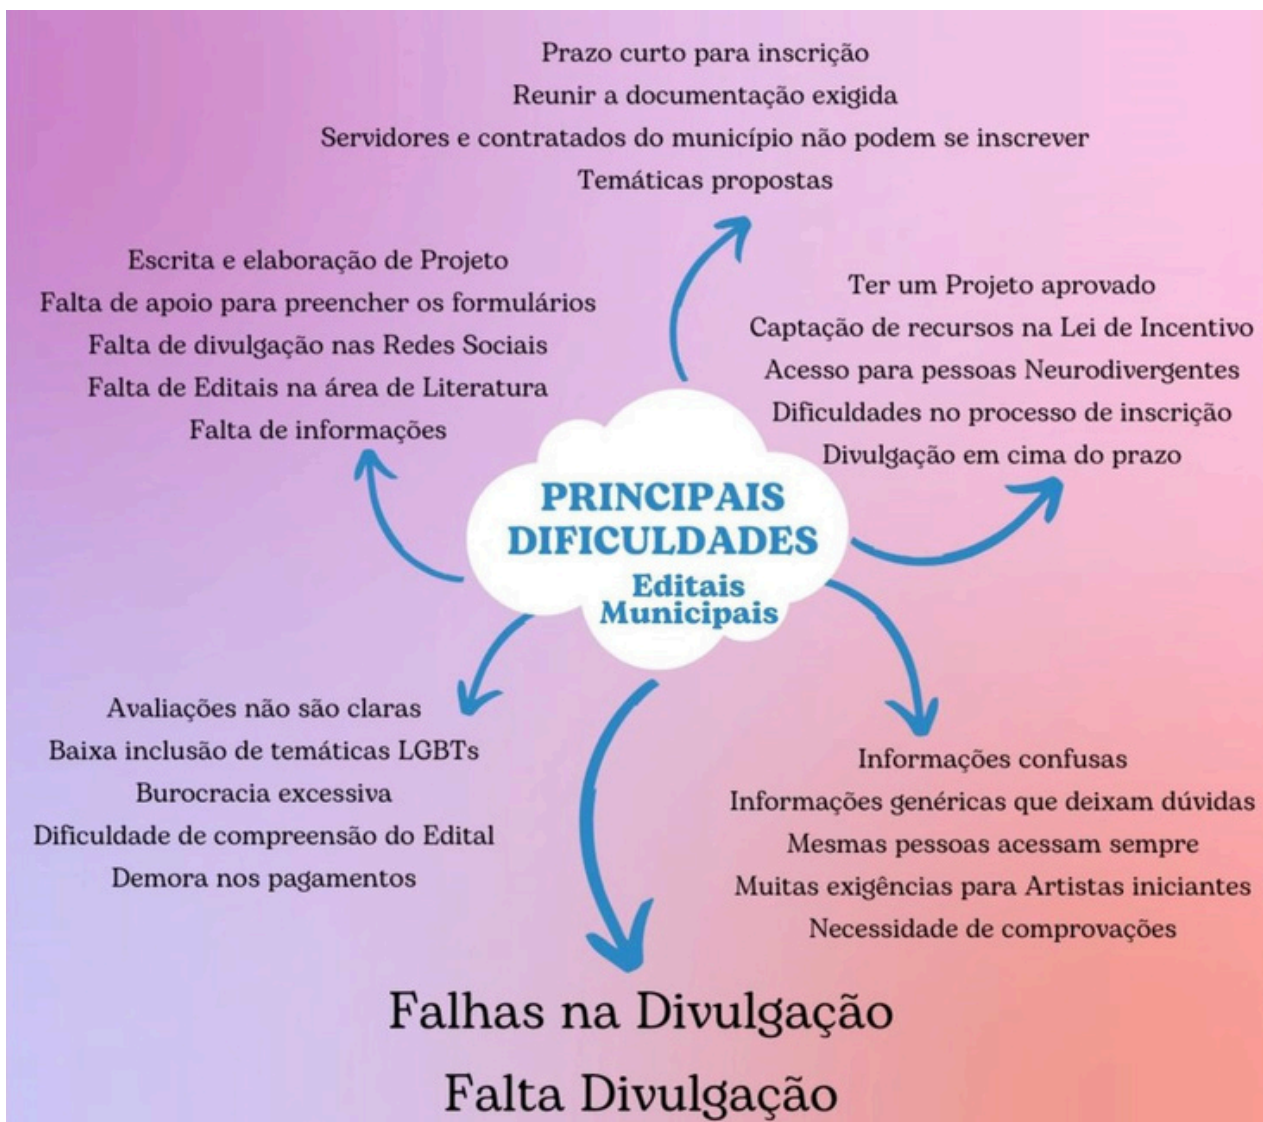 Prazo curto para inscrição
Reunir a documentação exigida
Servidores e contratados do município não podem se inscrever
Temáticas propostas
Escrita e elaboração de Projeto
Falta de apoio para preencher os formulários
Falta de divulgação nas Redes Sociais
Falta de Editais na área de Literatura
Falta de informações
Ter um Projeto aprovado
Captação de recursos na Lei de Incentivo
Acesso para pessoas Neurodivergentes
Dificuldades no processo de inscrição
Divulgação em cima do prazo
PRINCIPAIS
DIFICULDADES
Editais
Municipais
Avaliações não são claras
Baixa inclusão de temáticas LGBTs
Burocracia excessiva
Dificuldade de compreensão do Edital
Demora nos pagamentos
Informações confusas
Informações genéricas que deixam dúvidas
Mesmas pessoas acessam sempre
Muitas exigências para Artistas iniciantes
Necessidade de comprovações
Falhas na Divulgação
Falta Divulgação